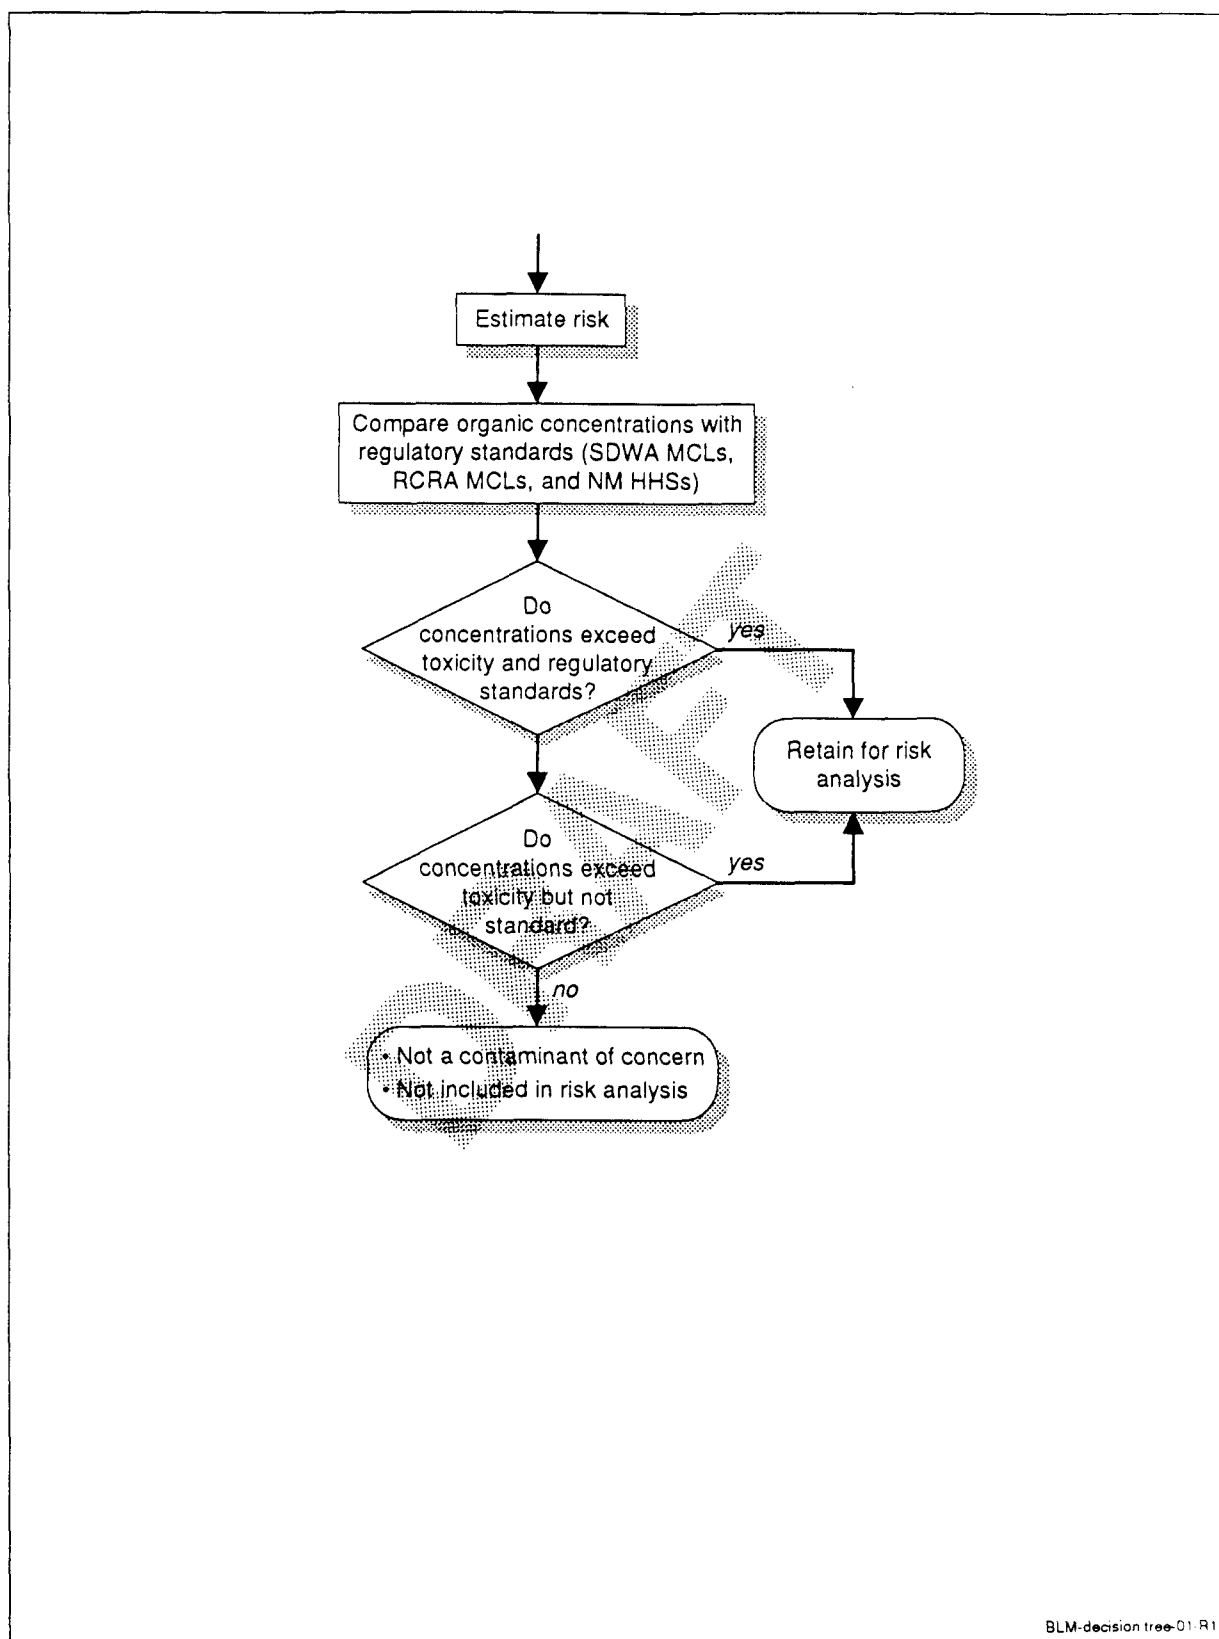 Estimate risk
Compare organic concentrations with
regulatory standards (SDWA MCLs,
RCRA MCLs, and NM HHSs)
Do
concentrations exceed
toxicity and regulatory
standards?
yes
Retain for risk
analysis
Do
concentrations exceed
toxicity but not
standard?
yes
no
• Not a contaminant of concern
• Not included in risk analysis
DRAFT
BLM-decision tree-01-R1